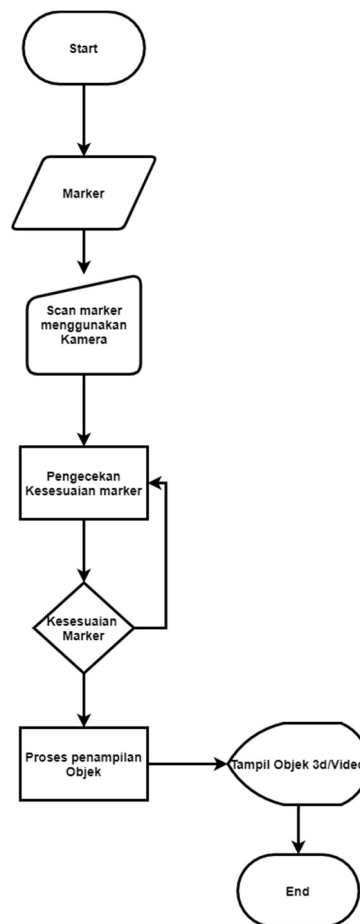 Start
Marker
Scan marker
menggunakan
Kamera
Pengecekan
Kesesuaian marker
Kesesuaian
Marker
Proses penampilan
Objek
Tampil Objek 3d/Video
End